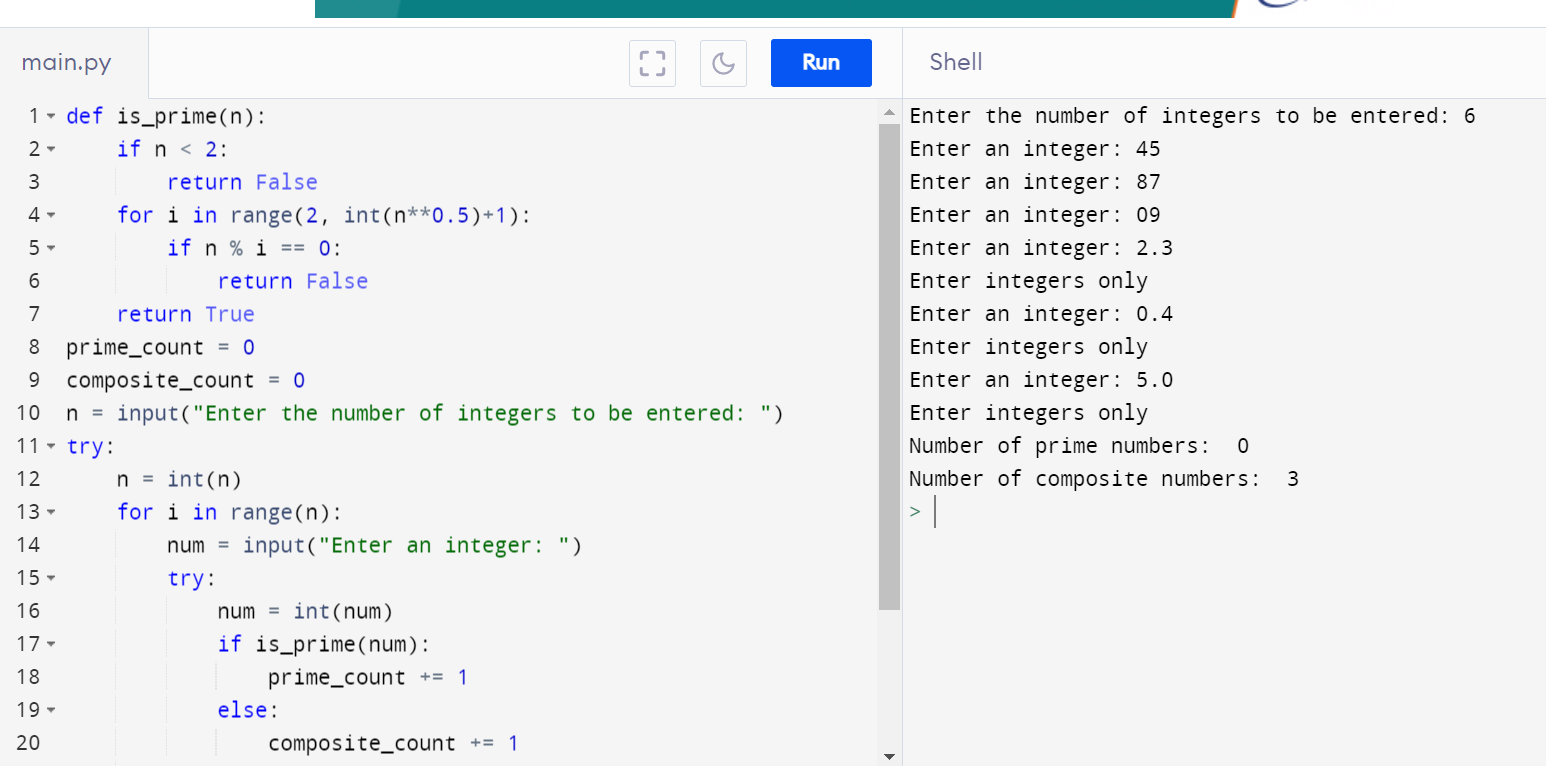 main.py
Run
Shell
1 def is_prime(n):
2     if n < 2:
3         return False
4     for i in range(2, int(n**0.5)+1):
5         if n % i == 0:
6             return False
7     return True
8 prime_count = 0
9 composite_count = 0
10 n = input("Enter the number of integers to be entered: ")
11 try:
12     n = int(n)
13     for i in range(n):
14         num = input("Enter an integer: ")
15         try:
16             num = int(num)
17             if is_prime(num):
18                 prime_count += 1
19             else:
20                 composite_count += 1
Enter the number of integers to be entered: 6
Enter an integer: 45
Enter an integer: 87
Enter an integer: 09
Enter an integer: 2.3
Enter integers only
Enter an integer: 0.4
Enter integers only
Enter an integer: 5.0
Enter integers only
Number of prime numbers:  0
Number of composite numbers:  3
>